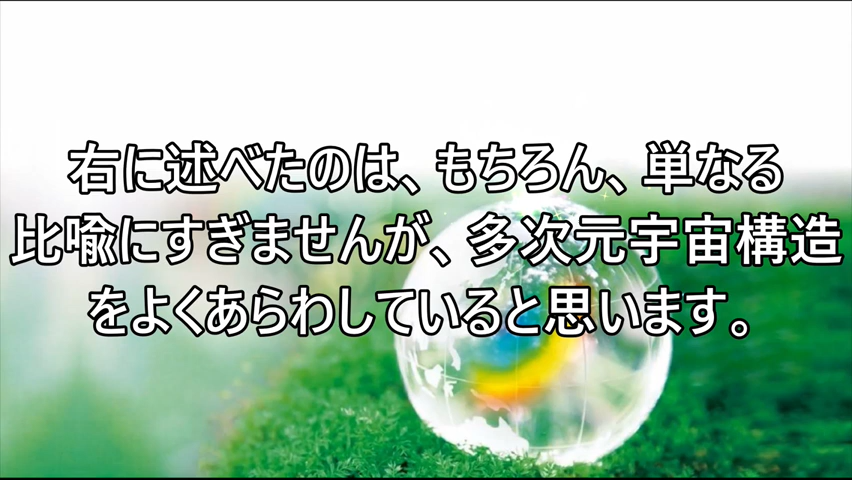 右に述べたのは、もちろん、単なる
比喩にすぎませんが、多次元宇宙構造
をよくあらわしていると思います。